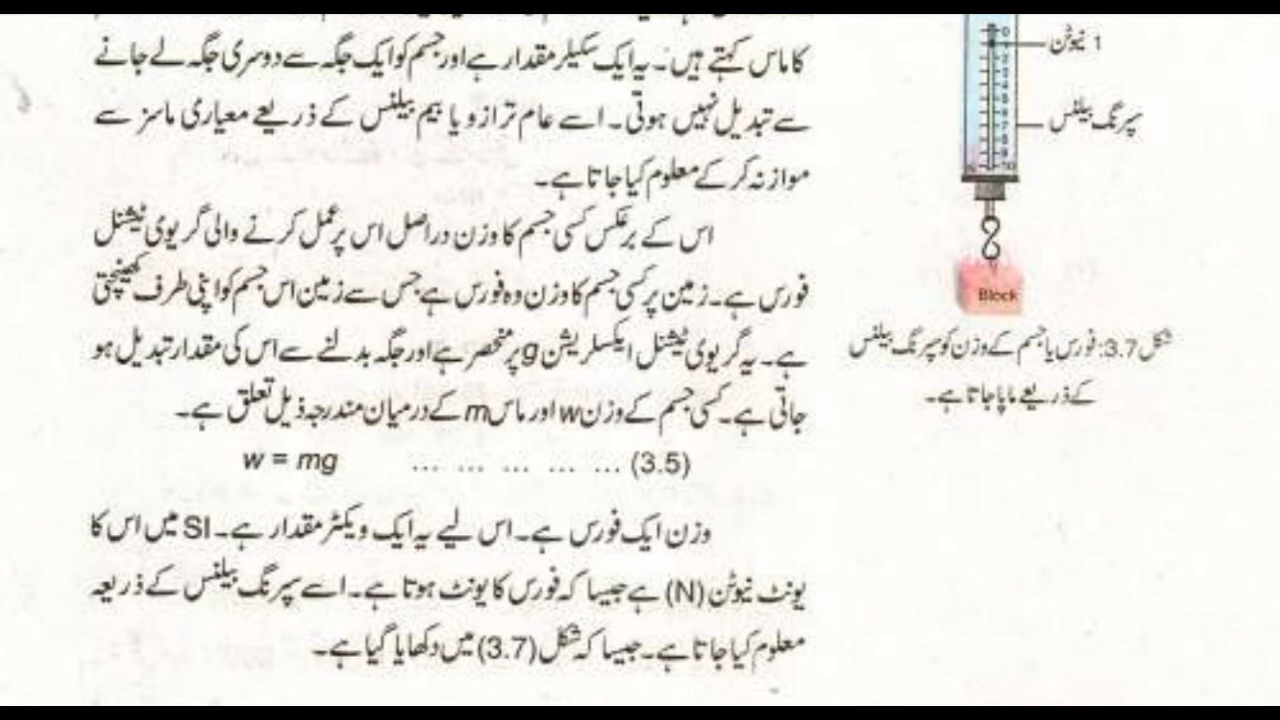 کا ماس کہتے ہیں۔ یہ ایک سکیلر مقدار ہے اور جسم کو ایک جگہ سے دوسری جگہ لے جانے
سے تبدیل نہیں ہوتی۔ اسے عام ترازو یا بیم بیلنس کے ذریعے معیاری ماسز سے
موازنہ کر کے معلوم کیا جاتا ہے۔
اس کے برعکس کسی جسم کا وزن دراصل اس پر عمل کرنے والی گریوی ٹیشنل
فورس ہے۔ زمین پر کسی جسم کا وزن وہ فورس ہے جس سے زمین اس جسم کو اپنی طرف کھینچتی
ہے۔ یہ گریوی ٹیشنل ایکسلریشن g پر منحصر ہے اور جگہ بدلنے سے اس کی مقدار تبدیل ہو
جاتی ہے۔ کسی جسم کے وزن w اور ماس m کے درمیان مندرجہ ذیل تعلق ہے۔
w = mg ... ... ... ... ... (3.5)
وزن ایک فورس ہے۔ اس لیے یہ ایک ویکٹر مقدار ہے۔ SI میں اس کا
یونٹ نیوٹن (N) ہے جیسا کہ فورس کا یونٹ ہوتا ہے۔ اسے سپرنگ بیلنس کے ذریعہ
معلوم کیا جاتا ہے۔ جیسا کہ شکل (3.7) میں دکھایا گیا ہے۔
1 نیوٹن
سپرنگ بیلنس
Block
شکل 3.7: فورس یا جسم کے وزن کو سپرنگ بیلنس
کے ذریعے ماپا جاتا ہے۔